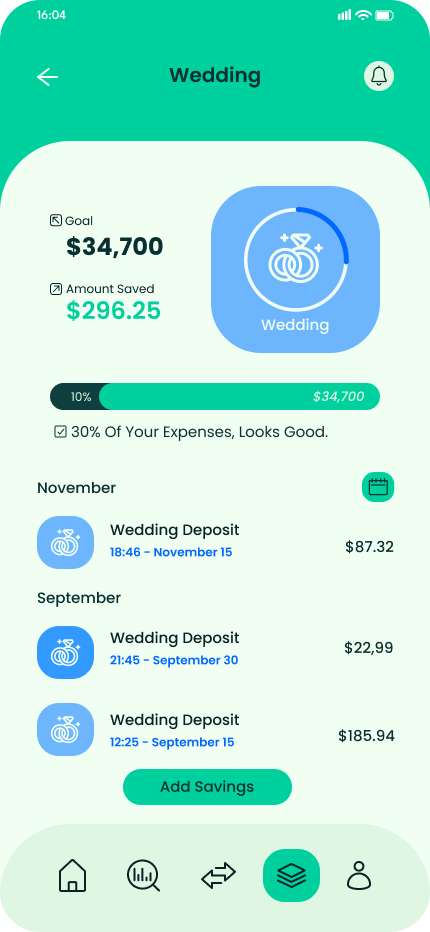 16:04
Wedding
Goal
$34,700
Amount Saved
$296.25
Wedding
10%
$34,700
30% Of Your Expenses, Looks Good.
November
Wedding Deposit
18:46 - November 15
$87.32
September
Wedding Deposit
21:45 - September 30
$22,99
Wedding Deposit
12:25 - September 15
$185.94
Add Savings